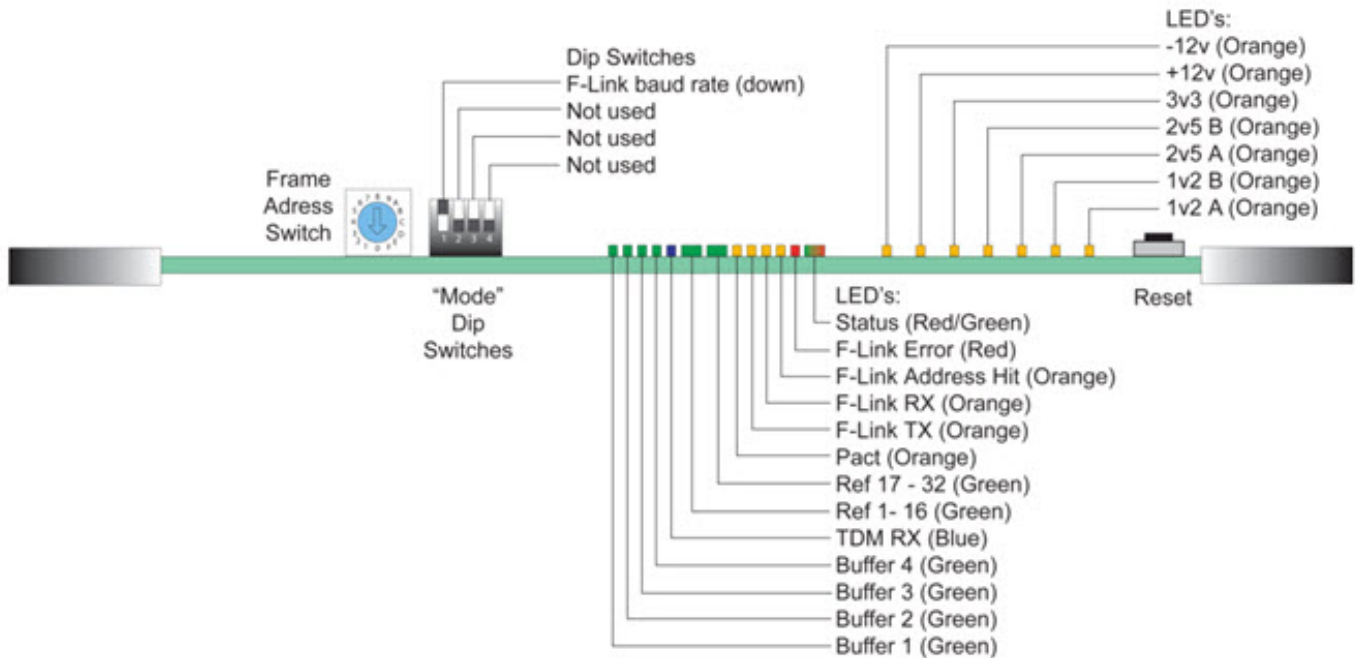 LED's:
-12v (Orange)
+12v (Orange)
3v3 (Orange)
2v5 B (Orange)
2v5 A (Orange)
1v2 B (Orange)
1v2 A (Orange)
Dip Switches
F-Link baud rate (down)
Not used
Not used
Not used
Frame
Adress
Switch
1 2 3 4
"Mode"
Dip
Switches
Reset
LED's:
Status (Red/Green)
F-Link Error (Red)
F-Link Address Hit (Orange)
F-Link RX (Orange)
F-Link TX (Orange)
Pact (Orange)
Ref 17 - 32 (Green)
Ref 1- 16 (Green)
TDM RX (Blue)
Buffer 4 (Green)
Buffer 3 (Green)
Buffer 2 (Green)
Buffer 1 (Green)